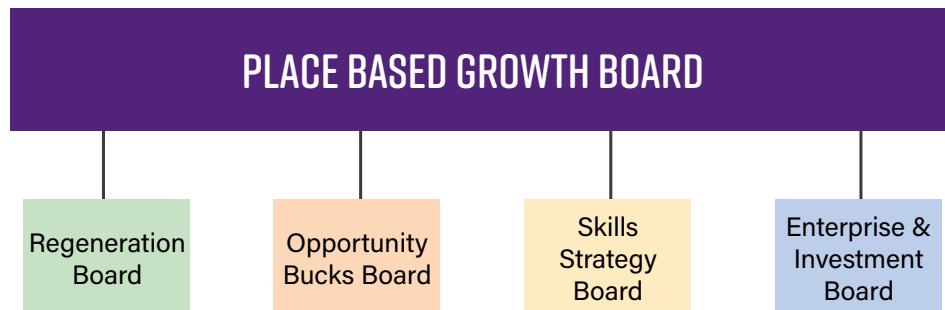 PLACE BASED GROWTH BOARD
Regeneration
Board
Opportunity
Bucks Board
Skills
Strategy
Board
Enterprise &
Investment
Board